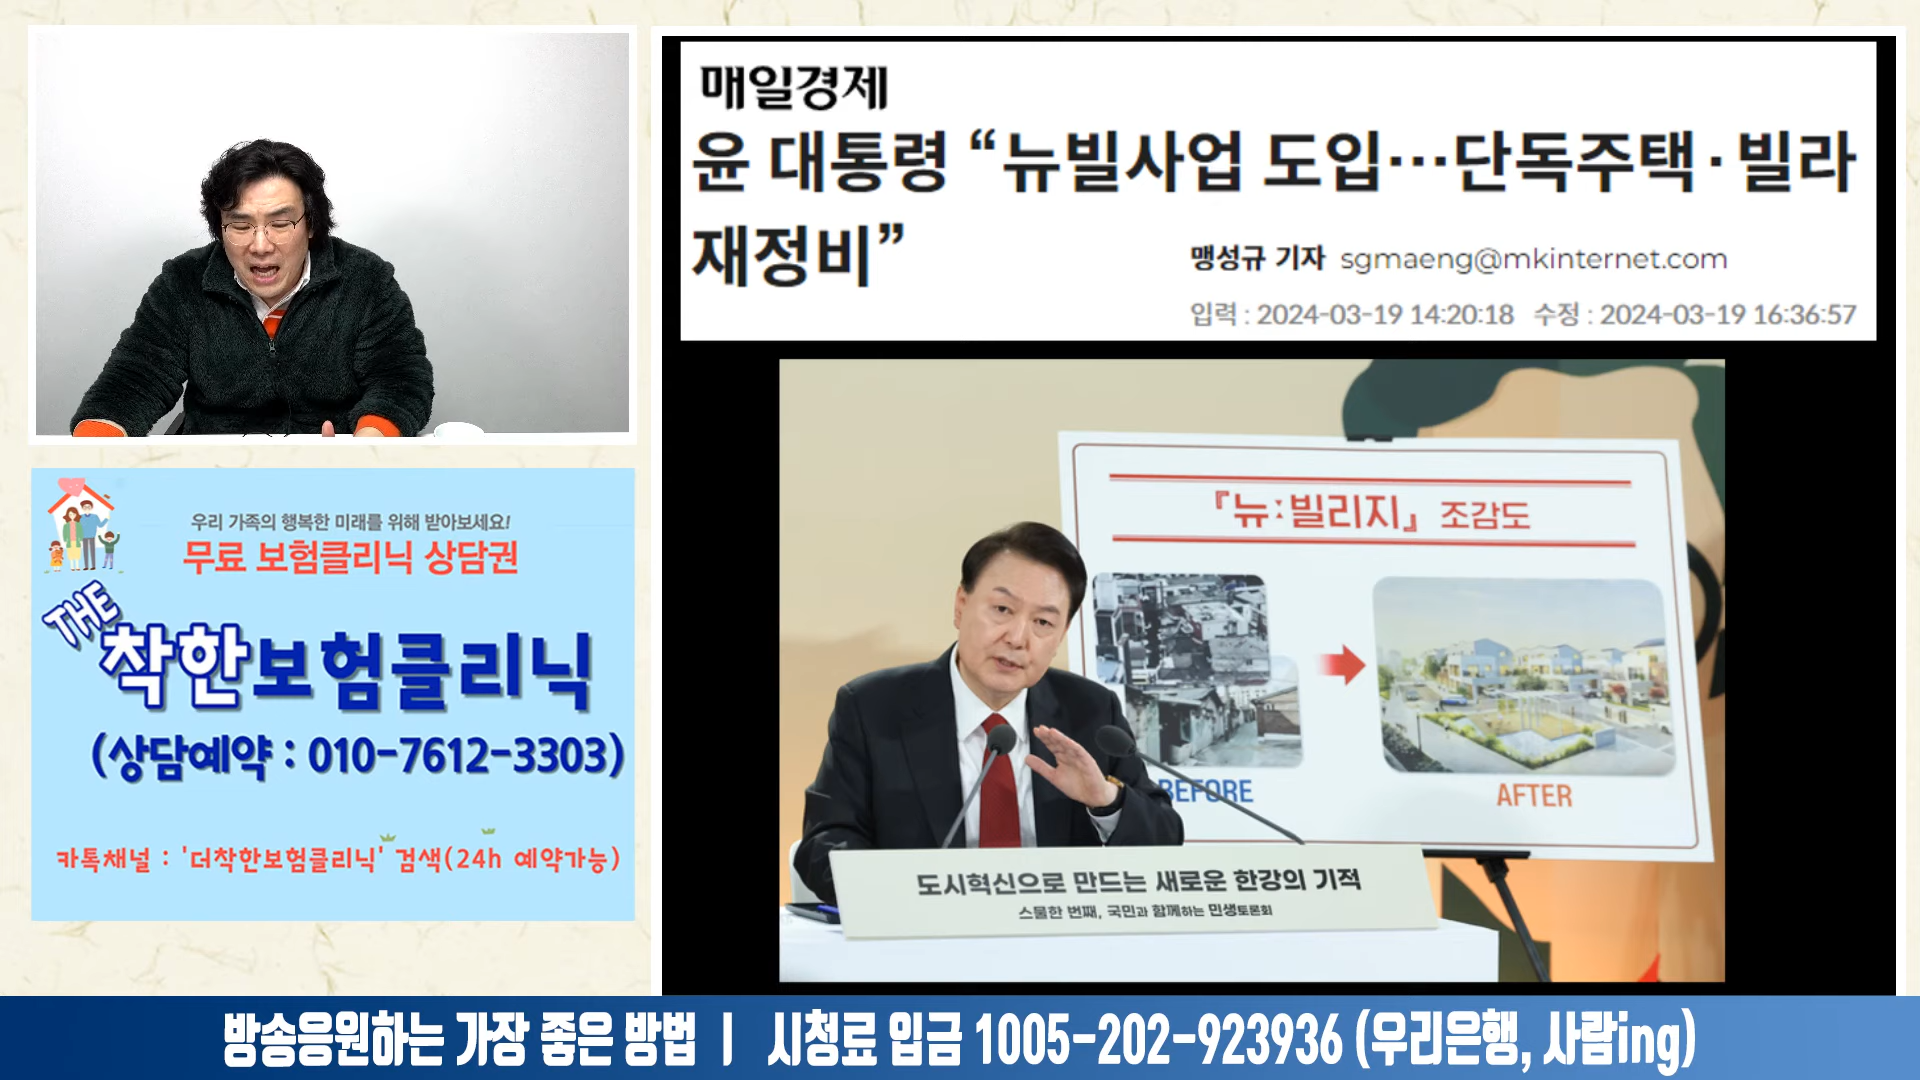 매일경제
윤 대통령 “뉴빌사업 도입…단독주택·빌라
재정비”
맹성규 기자 sgmaeng@mkinternet.com
입력 : 2024-03-19 14:20:18 수정 : 2024-03-19 16:36:57
『뉴:빌리지』 조감도
BEFORE
AFTER
도시혁신으로 만드는 새로운 한강의 기적
스물한 번째, 국민과 함께하는 민생토론회
우리 가족의 행복한 미래를 위해 받아보세요!
무료 보험클리닉 상담권
THE
착한보험클리닉
(상담예약 : 010-7612-3303)
카톡채널 : '더착한보험클리닉' 검색(24h 예약가능)
방송응원하는 가장 좋은 방법 ㅣ 시청료 입금 1005-202-923936 (우리은행, 사람ing)